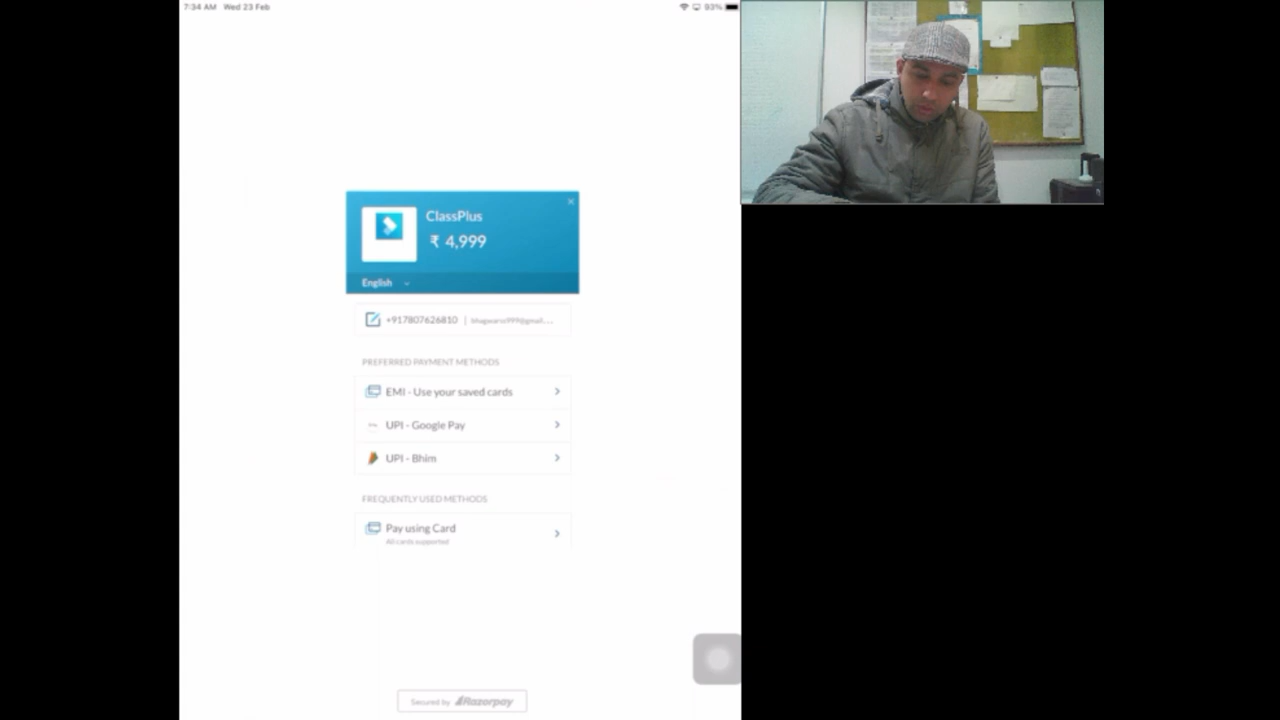 7:34 AM Wed 23 Feb
93%
ClassPlus
₹ 4,999
English
+917807626810 |
PREFERRED PAYMENT METHODS
EMI - Use your saved cards
UPI - Google Pay
UPI - Bhim
FREQUENTLY USED METHODS
Pay using Card
All cards supported
Secured by Razorpay